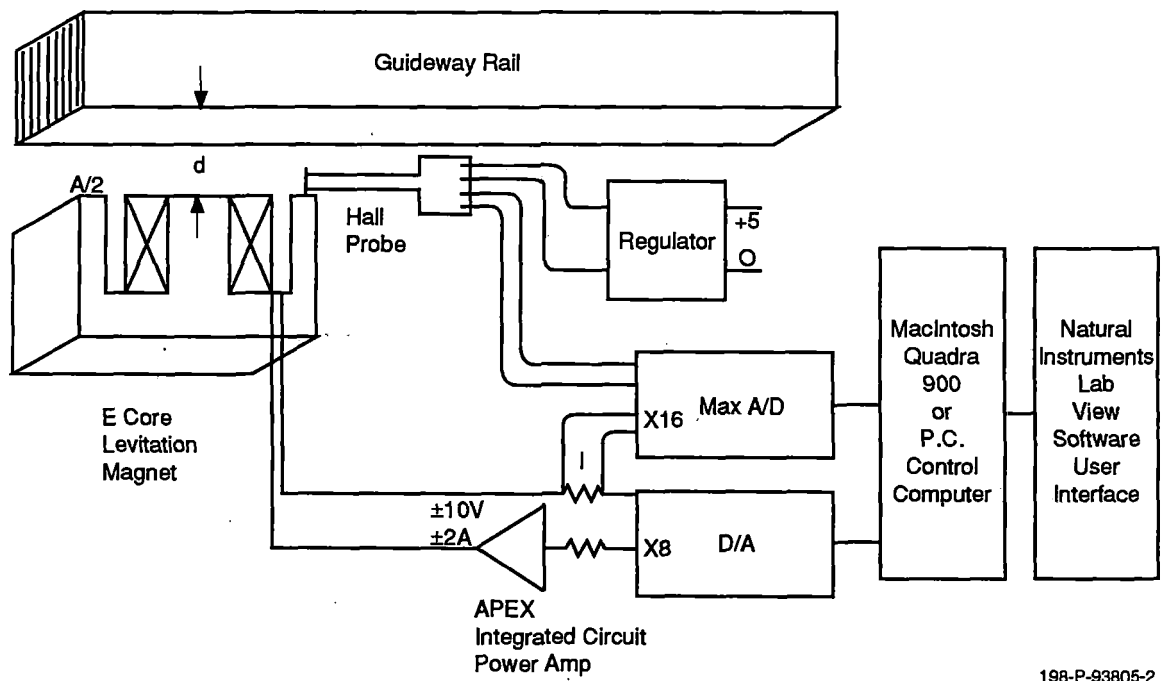 Guideway Rail
d
A/2
Hall
Probe
Regulator
+5
O
E Core
Levitation
Magnet
X16
Max A/D
I
±10V
±2A
X8
D/A
APEX
Integrated Circuit
Power Amp
MacIntosh
Quadra
900
or
P.C.
Control
Computer
Natural
Instruments
Lab
View
Software
User
Interface
198-P-93805-2